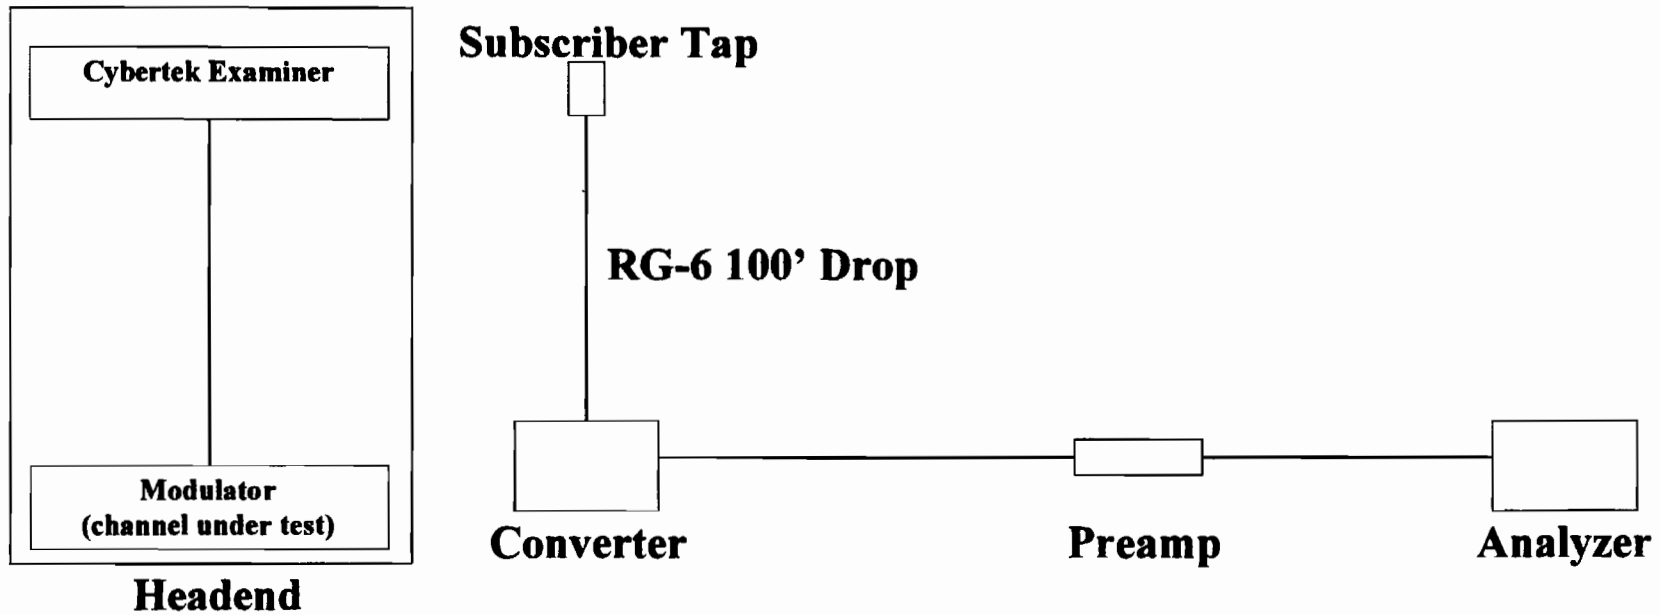 Cybertek Examiner
Modulator
(channel under test)
Headend
Subscriber Tap
RG-6 100’ Drop
Converter
Preamp
Analyzer